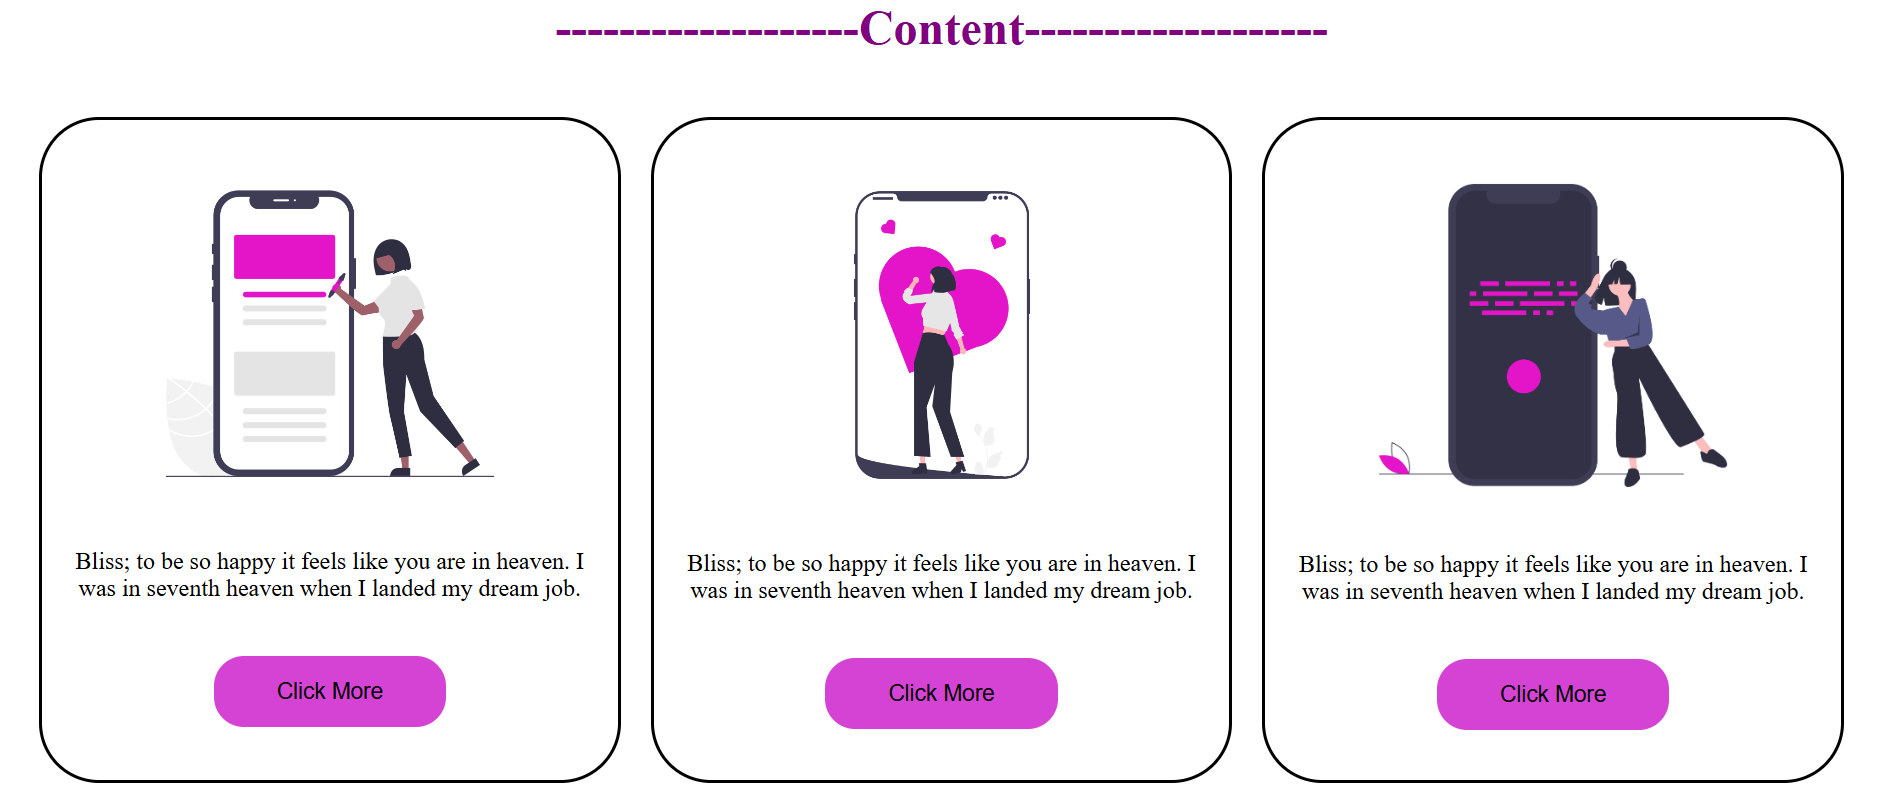 -------------------Content-------------------
Bliss; to be so happy it feels like you are in heaven. I
was in seventh heaven when I landed my dream job.
Click More
Bliss; to be so happy it feels like you are in heaven. I
was in seventh heaven when I landed my dream job.
Click More
Bliss; to be so happy it feels like you are in heaven. I
was in seventh heaven when I landed my dream job.
Click More